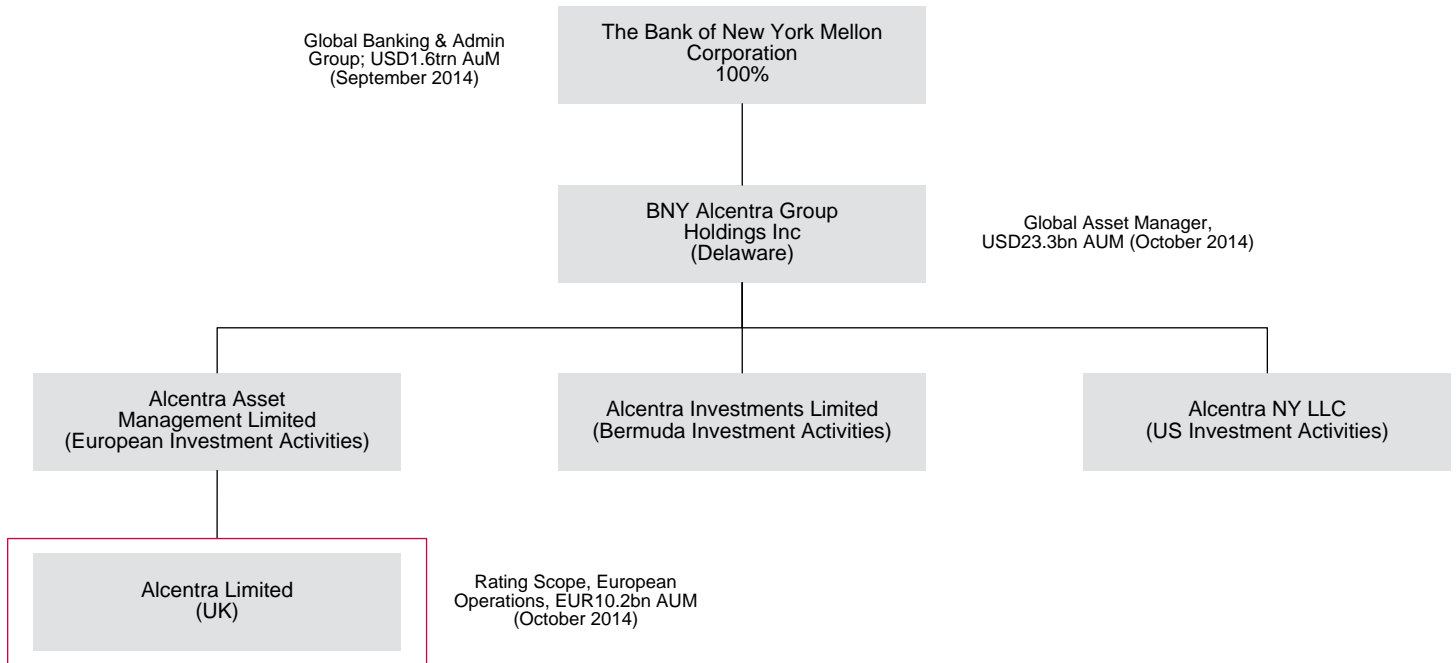 Global Banking & Admin
Group; USD1.6trn AuM
(September 2014)
The Bank of New York Mellon
Corporation
100%
BNY Alcentra Group
Holdings Inc
(Delaware)
Global Asset Manager,
USD23.3bn AUM (October 2014)
Alcentra Asset
Management Limited
(European Investment Activities)
Alcentra Investments Limited
(Bermuda Investment Activities)
Alcentra NY LLC
(US Investment Activities)
Alcentra Limited
(UK)
Rating Scope, European
Operations, EUR10.2bn AUM
(October 2014)